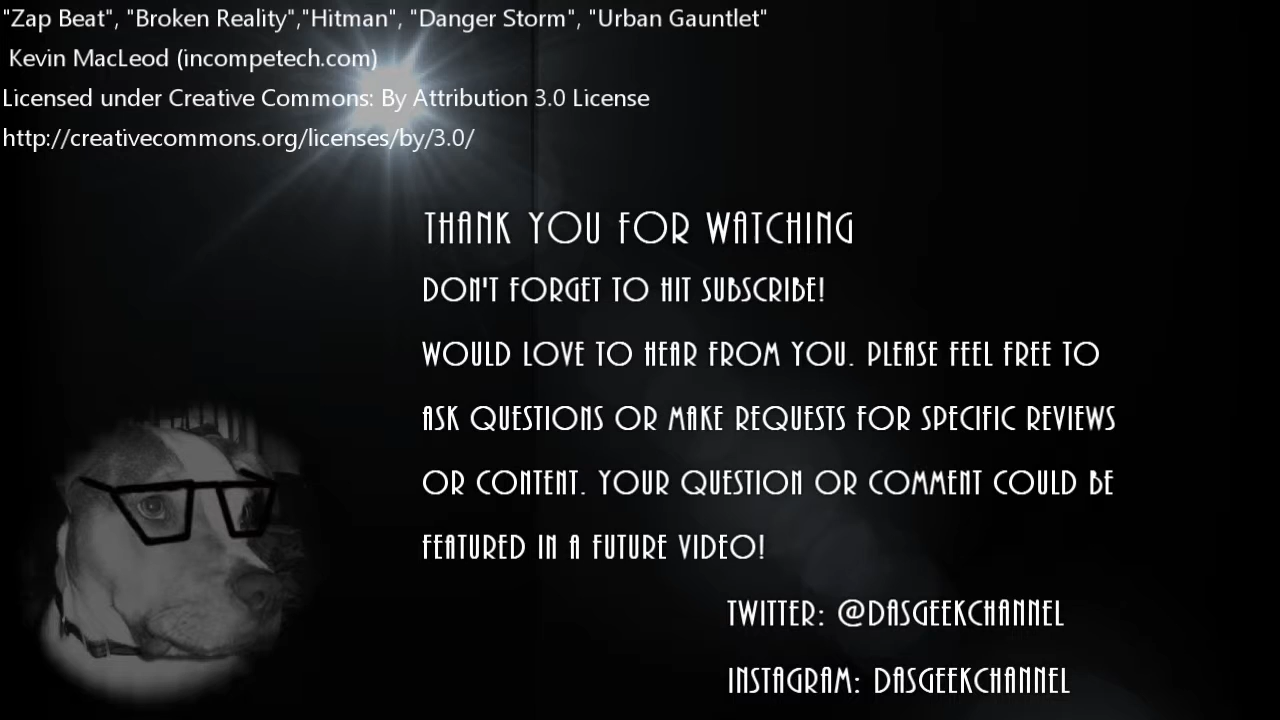 "Zap Beat", "Broken Reality","Hitman", "Danger Storm", "Urban Gauntlet"
Kevin MacLeod (incompetech.com)
Licensed under Creative Commons: By Attribution 3.0 License
http://creativecommons.org/licenses/by/3.0/
THANK YOU FOR WATCHING
DON'T FORGET TO HIT SUBSCRIBE!
WOULD LOVE TO HEAR FROM YOU. PLEASE FEEL FREE TO
ASK QUESTIONS OR MAKE REQUESTS FOR SPECIFIC REVIEWS
OR CONTENT. YOUR QUESTION OR COMMENT COULD BE
FEATURED IN A FUTURE VIDEO!
TWITTER: @DASGEEKCHANNEL
INSTAGRAM: DASGEEKCHANNEL